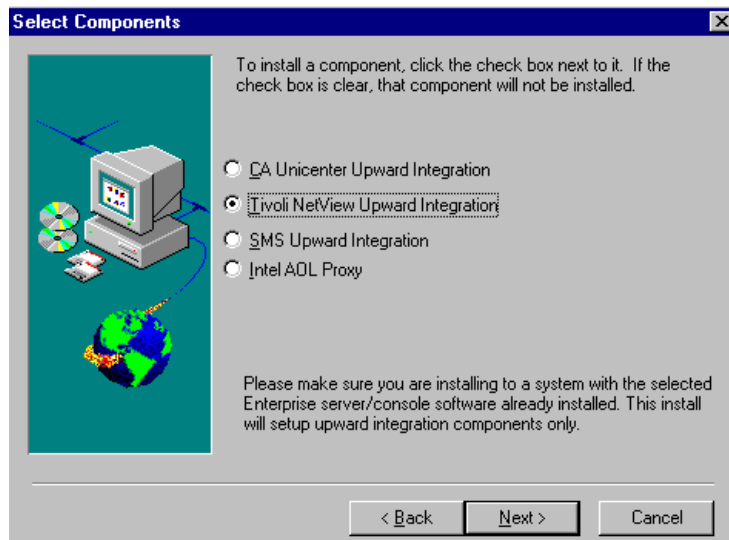 Select Components
To install a component, click the check box next to it. If the
check box is clear, that component will not be installed.
CA Unicenter Upward Integration
Tivoli NetView Upward Integration
SMS Upward Integration
Intel AOL Proxy
Please make sure you are installing to a system with the selected
Enterprise server/console software already installed. This install
will setup upward integration components only.
< Back
Next >
Cancel